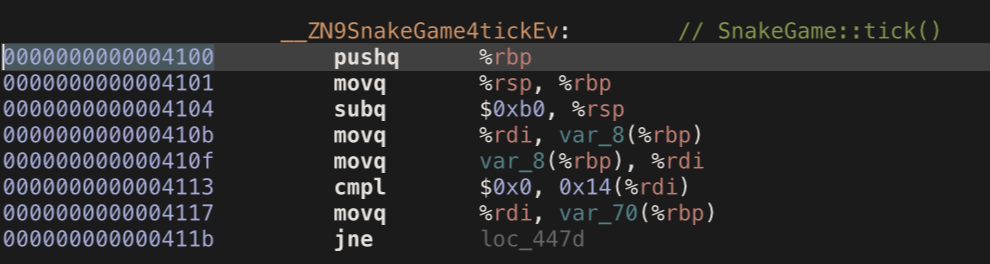 __ZN9SnakeGame4tickEv: // SnakeGame::tick()
0000000000004100 pushq %rbp
0000000000004101 movq %rsp, %rbp
0000000000004104 subq $0xb0, %rsp
000000000000410b movq %rdi, var_8(%rbp)
000000000000410f movq var_8(%rbp), %rdi
0000000000004113 cmpl $0x0, 0x14(%rdi)
0000000000004117 movq %rdi, var_70(%rbp)
000000000000411b jne loc_447d